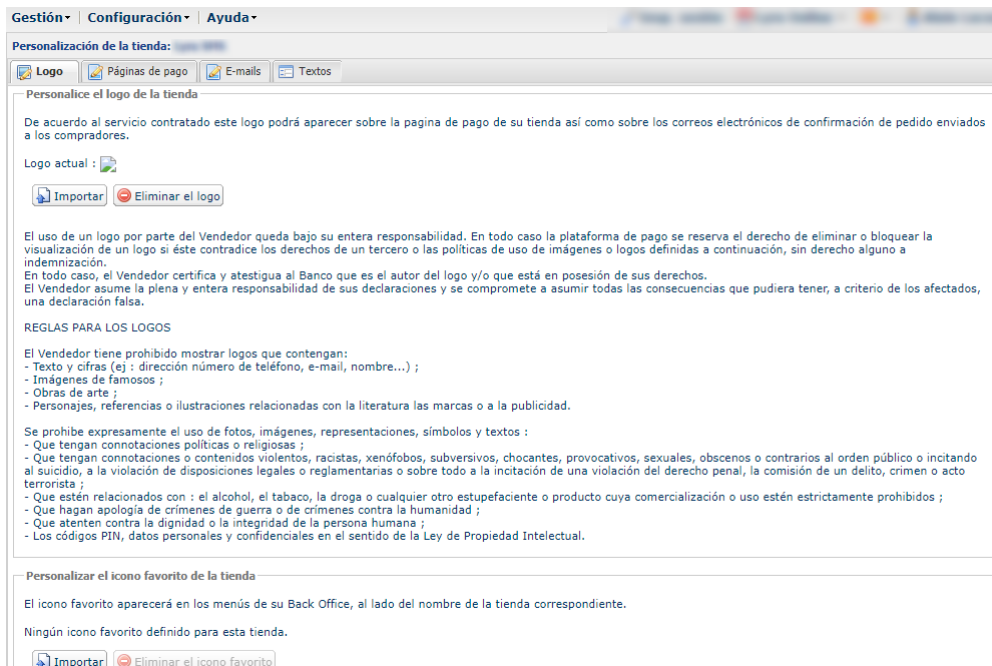 Gestión Configuración Ayuda
Personalización de la tienda:
Logo Páginas de pago E-mails Textos
Personalice el logo de la tienda
De acuerdo al servicio contratado este logo podrá aparecer sobre la pagina de pago de su tienda así como sobre los correos electrónicos de confirmación de pedido enviados
a los compradores.
Logo actual :
Importar Eliminar el logo
El uso de un logo por parte del Vendedor queda bajo su entera responsabilidad. En todo caso la plataforma de pago se reserva el derecho de eliminar o bloquear la
visualización de un logo si éste contradice los derechos de un tercero o las políticas de uso de imágenes o logos definidas a continuación, sin derecho alguno a
indemnización.
En todo caso, el Vendedor certifica y atestigua al Banco que es el autor del logo y/o que está en posesión de sus derechos.
El Vendedor asume la plena y entera responsabilidad de sus declaraciones y se compromete a asumir todas las consecuencias que pudiera tener, a criterio de los afectados,
una declaración falsa.
REGLAS PARA LOS LOGOS
El Vendedor tiene prohibido mostrar logos que contengan:
- Texto y cifras (ej : dirección número de teléfono, e-mail, nombre...) ;
- Imágenes de famosos ;
- Obras de arte ;
- Personajes, referencias o ilustraciones relacionadas con la literatura las marcas o a la publicidad.
Se prohibe expresamente el uso de fotos, imágenes, representaciones, símbolos y textos :
- Que tengan connotaciones políticas o religiosas ;
- Que tengan connotaciones o contenidos violentos, racistas, xenófobos, subversivos, chocantes, provocativos, sexuales, obscenos o contrarios al orden público o incitando
al suicidio, a la violación de disposiciones legales o reglamentarias o sobre todo a la incitación de una violación del derecho penal, la comisión de un delito, crimen o acto
terrorista ;
- Que estén relacionados con : el alcohol, el tabaco, la droga o cualquier otro estupefaciente o producto cuya comercialización o uso estén estrictamente prohibidos ;
- Que hagan apología de crímenes de guerra o de crímenes contra la humanidad ;
- Que atenten contra la dignidad o la integridad de la persona humana ;
- Los códigos PIN, datos personales y confidenciales en el sentido de la Ley de Propiedad Intelectual.
Personalizar el icono favorito de la tienda
El icono favorito aparecerá en los menús de su Back Office, al lado del nombre de la tienda correspondiente.
Ningún icono favorito definido para esta tienda.
Importar Eliminar el icono favorito